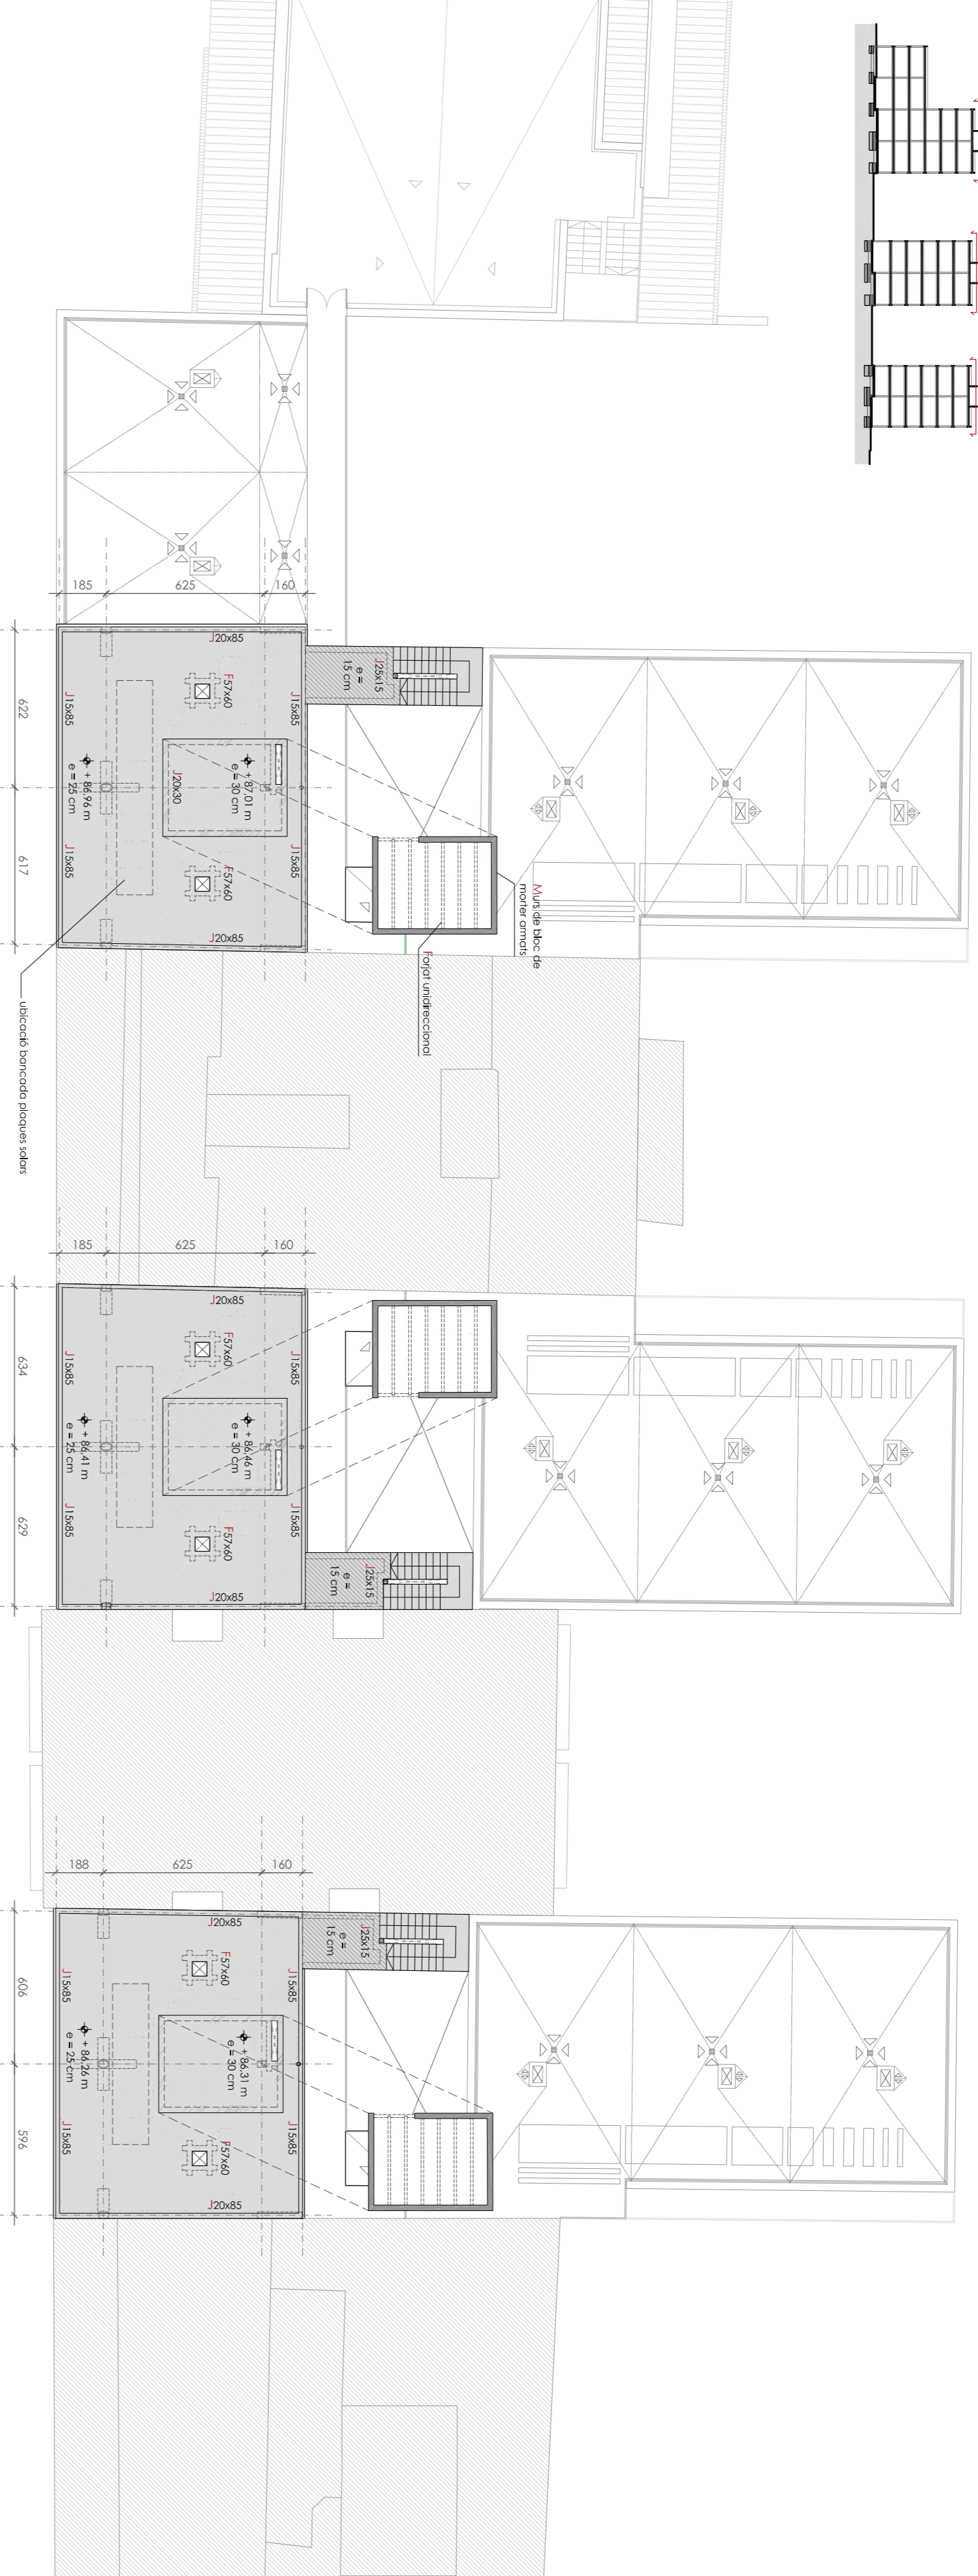 185
625
160
J20x85
J25x15
e =
15 cm
F57x60
J15x85
J15x85
622
+ 86.96 m
e = 25 cm
J20x30
+ 87.01 m
e = 30 cm
J15x85
J15x85
617
F57x60
J20x85
Murs de bloc de
morter armats
Forjat unidireccional
ubicació bancada plaques solars
185
625
160
J20x85
F57x60
J15x85
J15x85
634
+ 86.41 m
e = 25 cm
+ 86.46 m
e = 30 cm
J15x85
J15x85
629
F57x60
J25x15
e =
15 cm
J20x85
188
625
160
J20x85
J25x15
e =
15 cm
F57x60
J15x85
J15x85
606
+ 86.26 m
e = 25 cm
+ 86.31 m
e = 30 cm
J15x85
J15x85
596
F57x60
J20x85